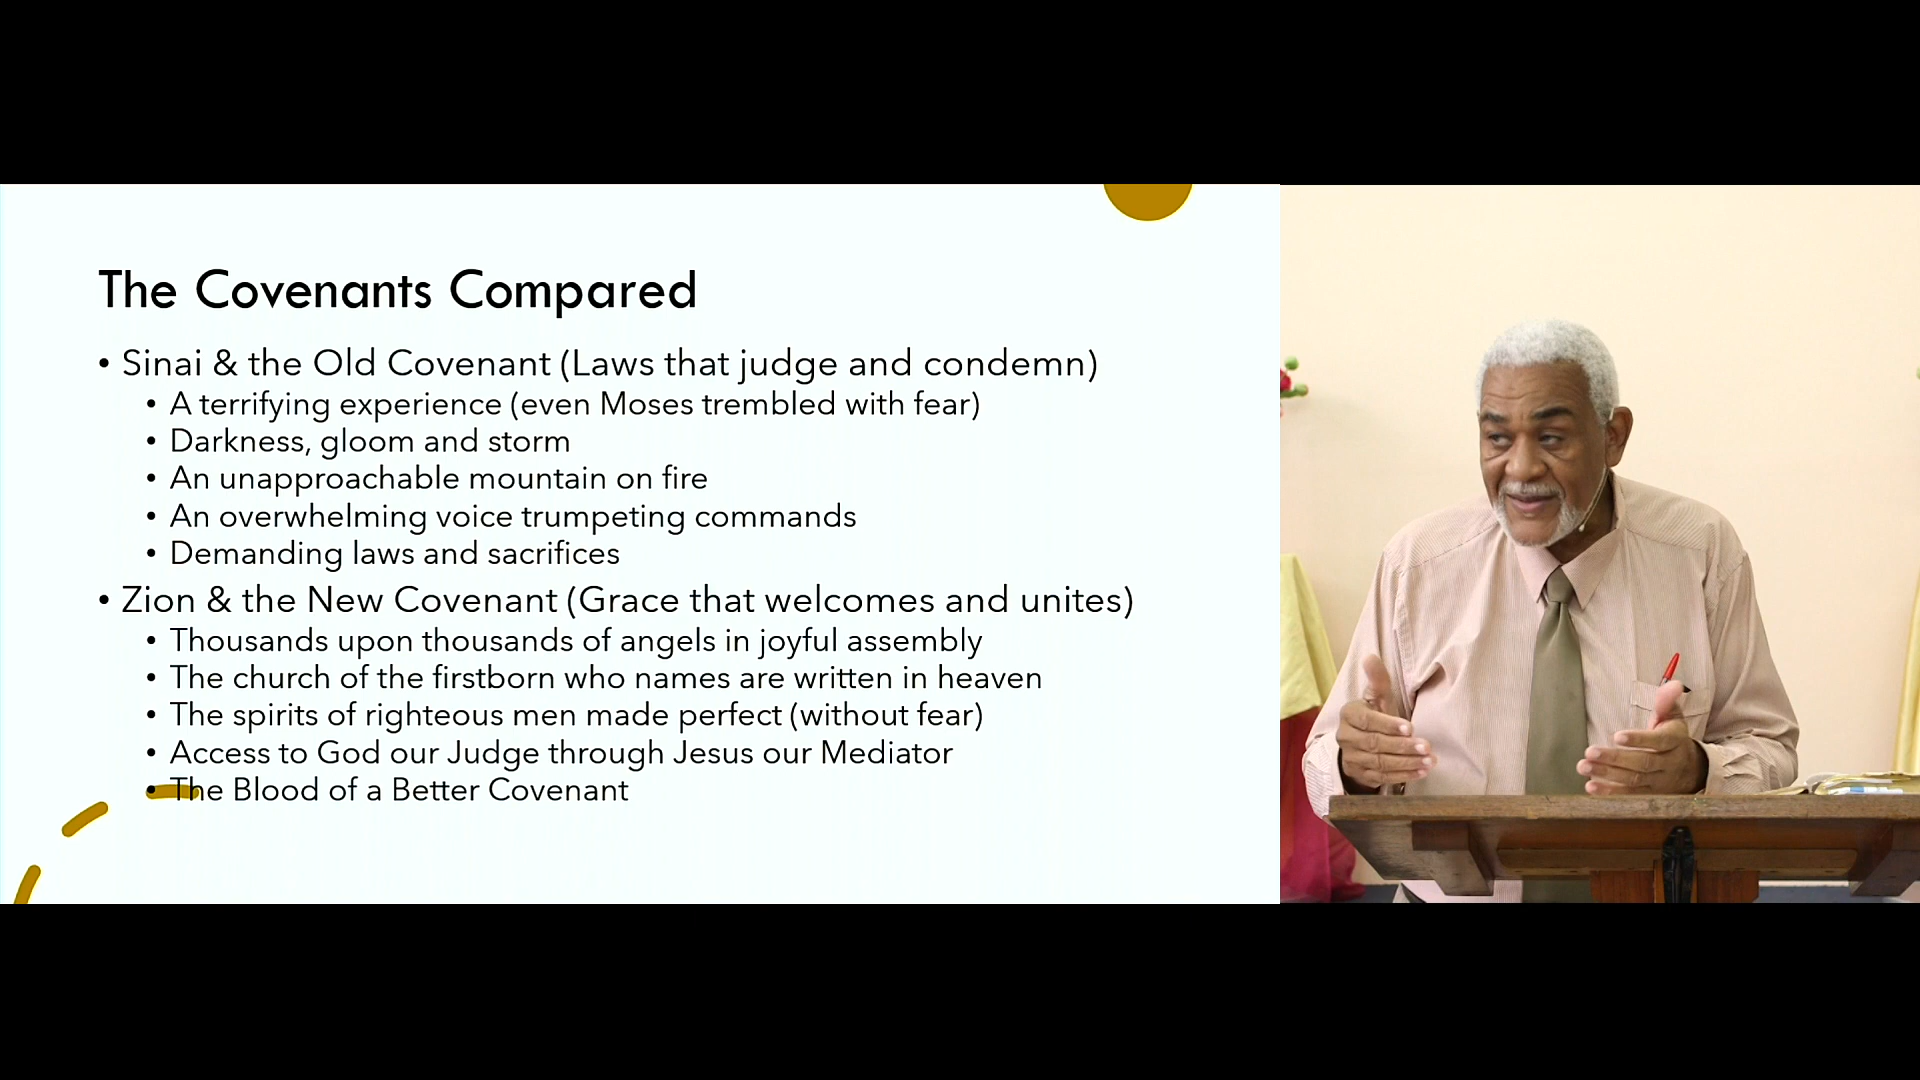 The Covenants Compared
• Sinai & the Old Covenant (Laws that judge and condemn)
• A terrifying experience (even Moses trembled with fear)
• Darkness, gloom and storm
• An unapproachable mountain on fire
• An overwhelming voice trumpeting commands
• Demanding laws and sacrifices
• Zion & the New Covenant (Grace that welcomes and unites)
• Thousands upon thousands of angels in joyful assembly
• The church of the firstborn who names are written in heaven
• The spirits of righteous men made perfect (without fear)
• Access to God our Judge through Jesus our Mediator
• The Blood of a Better Covenant